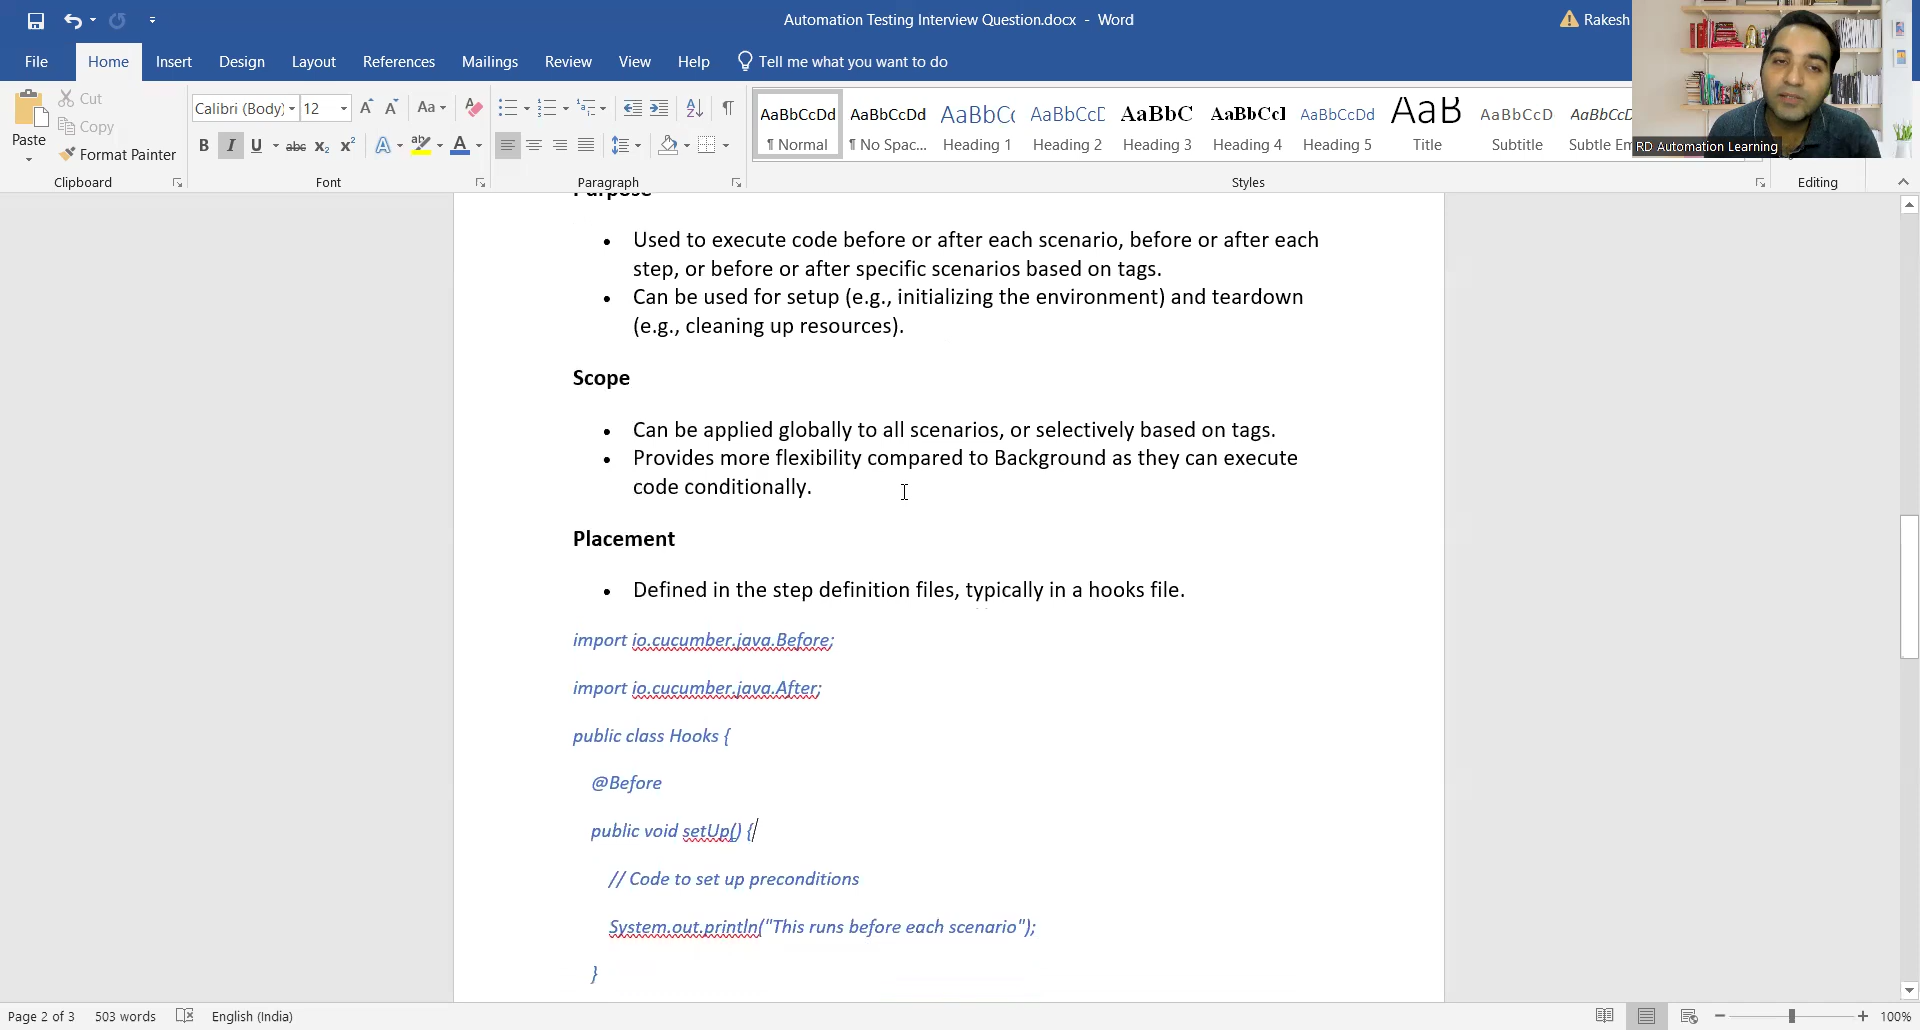 Automation Testing Interview Question.docx - Word
Rakesh
File Home Insert Design Layout References Mailings Review View Help Tell me what you want to do
Paste
Cut
Copy
Format Painter
Clipboard
Calibri (Body) 12
Font
Paragraph
AaBbCcDd AaBbCcDd AaBbC AaBbCcD AaBbC AaBbCcI AaBbCcDd AaB AaBbCcD
¶ Normal ¶ No Spac... Heading 1 Heading 2 Heading 3 Heading 4 Heading 5 Title Subtitle
Styles
Editing
RD Automation Learning
Purpose
• Used to execute code before or after each scenario, before or after each
step, or before or after specific scenarios based on tags.
• Can be used for setup (e.g., initializing the environment) and teardown
(e.g., cleaning up resources).
Scope
• Can be applied globally to all scenarios, or selectively based on tags.
• Provides more flexibility compared to Background as they can execute
code conditionally.
Placement
• Defined in the step definition files, typically in a hooks file.
import io.cucumber.java.Before;
import io.cucumber.java.After;
public class Hooks {
@Before
public void setUp() {
// Code to set up preconditions
System.out.println("This runs before each scenario");
}
Page 2 of 3 503 words English (India)
100%